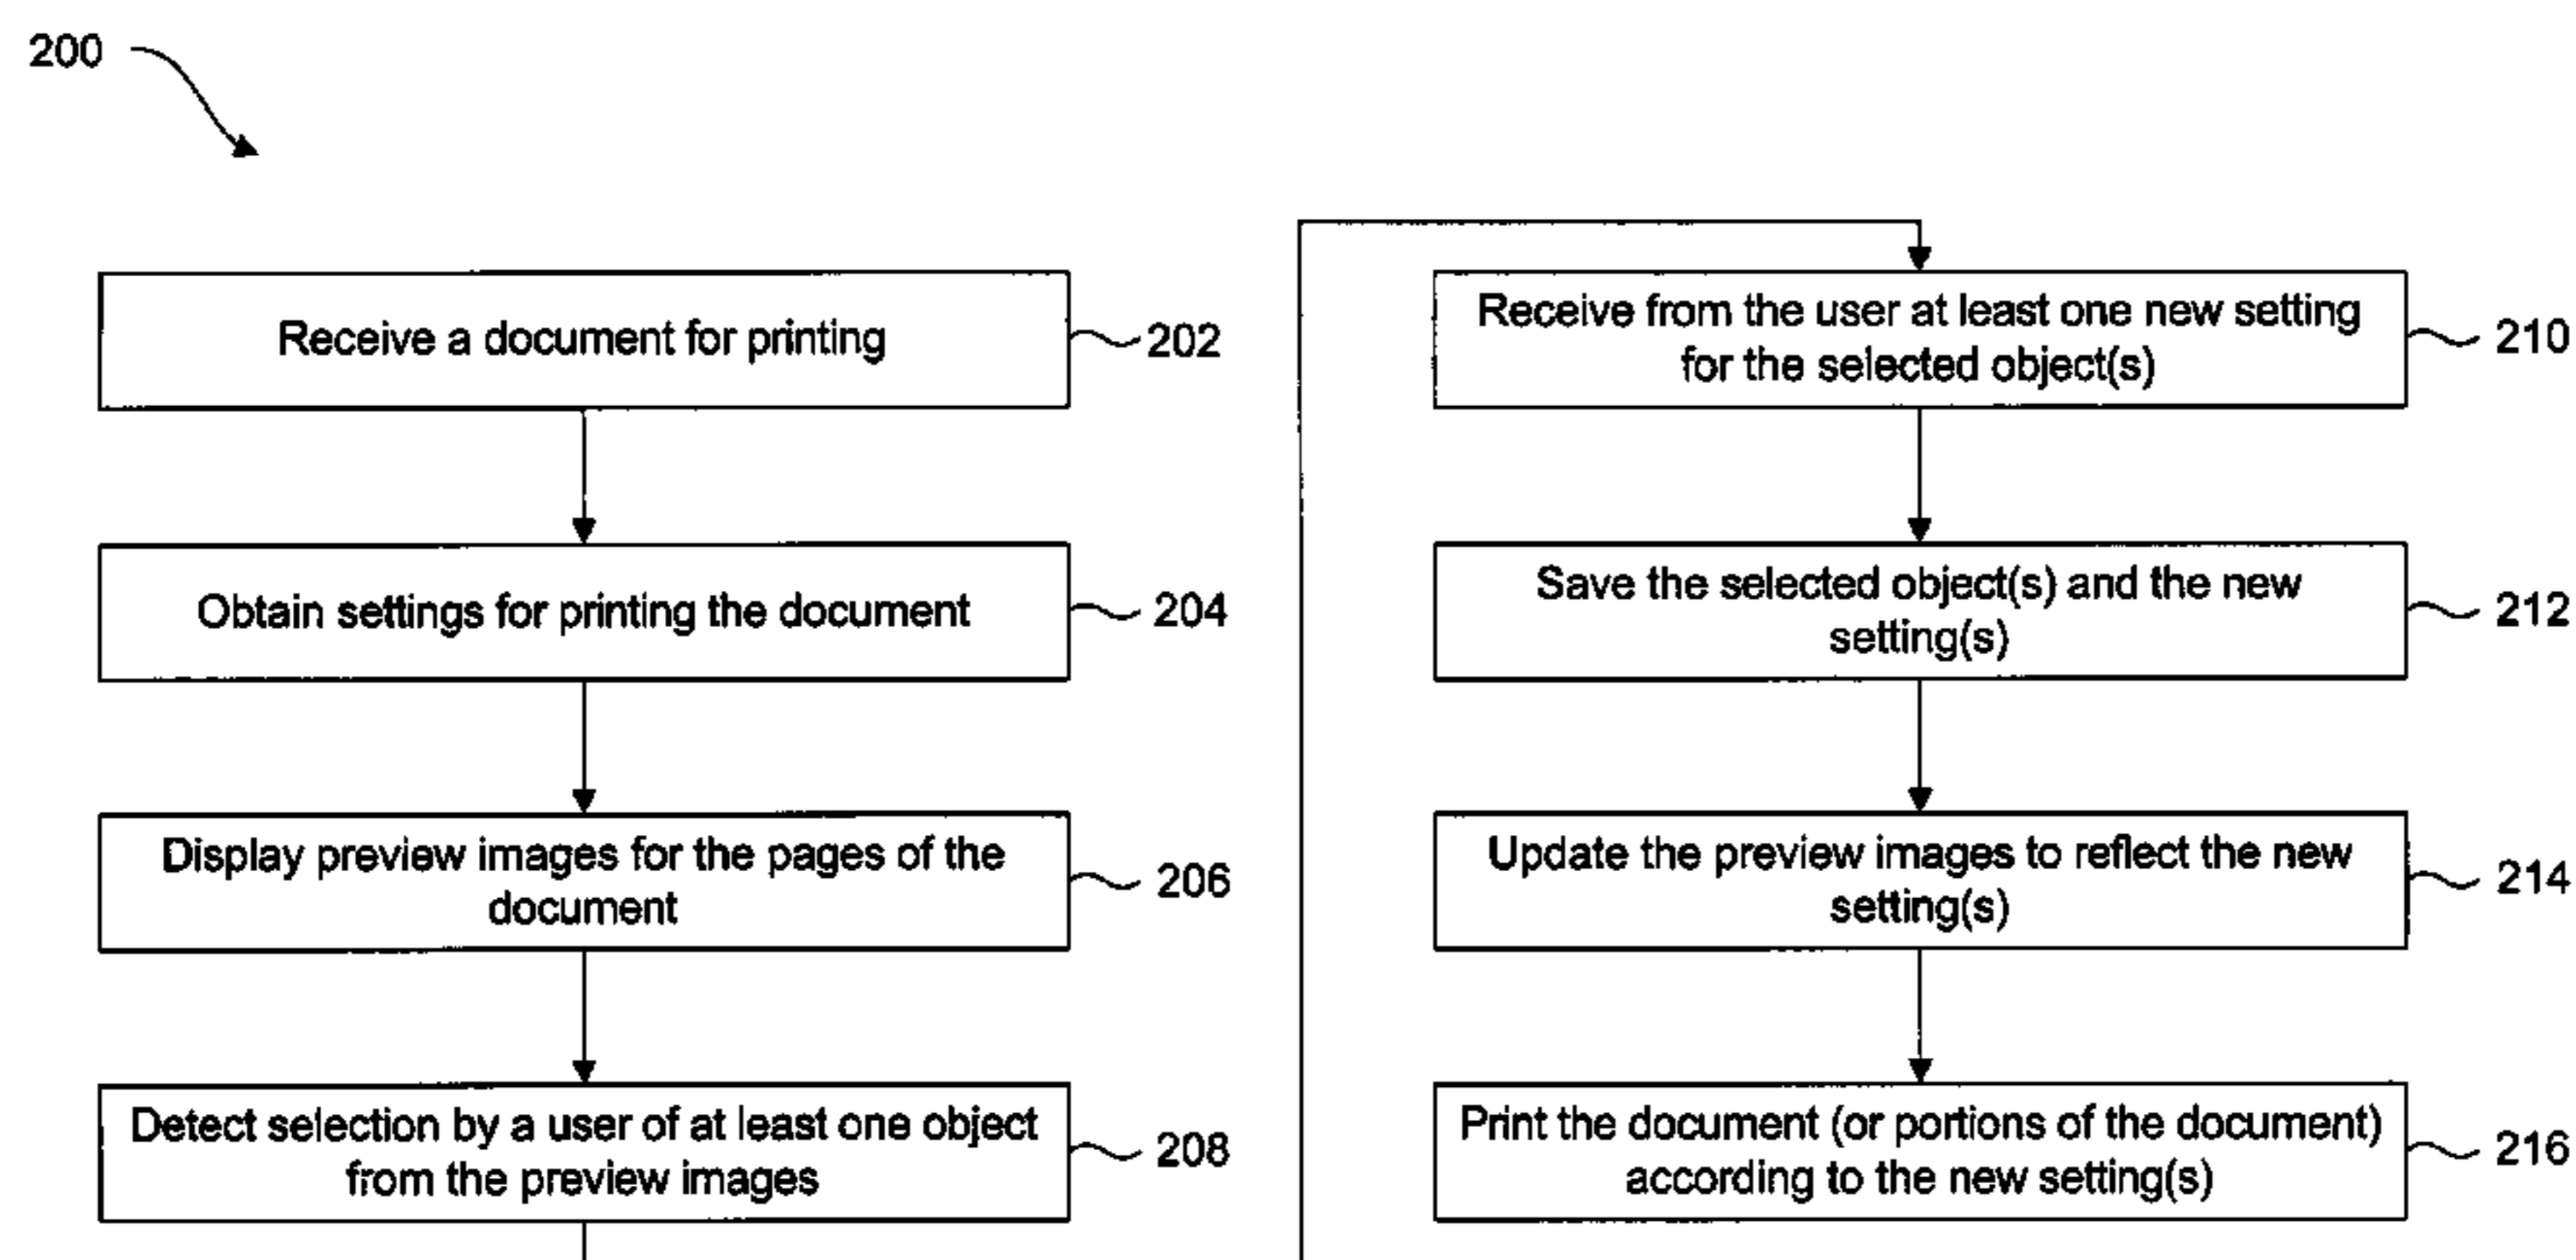 200
Receive a document for printing
202
Obtain settings for printing the document
204
Display preview images for the pages of the
document
206
Detect selection by a user of at least one object
from the preview images
208
Receive from the user at least one new setting
for the selected object(s)
210
Save the selected object(s) and the new
setting(s)
212
Update the preview images to reflect the new
setting(s)
214
Print the document (or portions of the document)
according to the new setting(s)
216